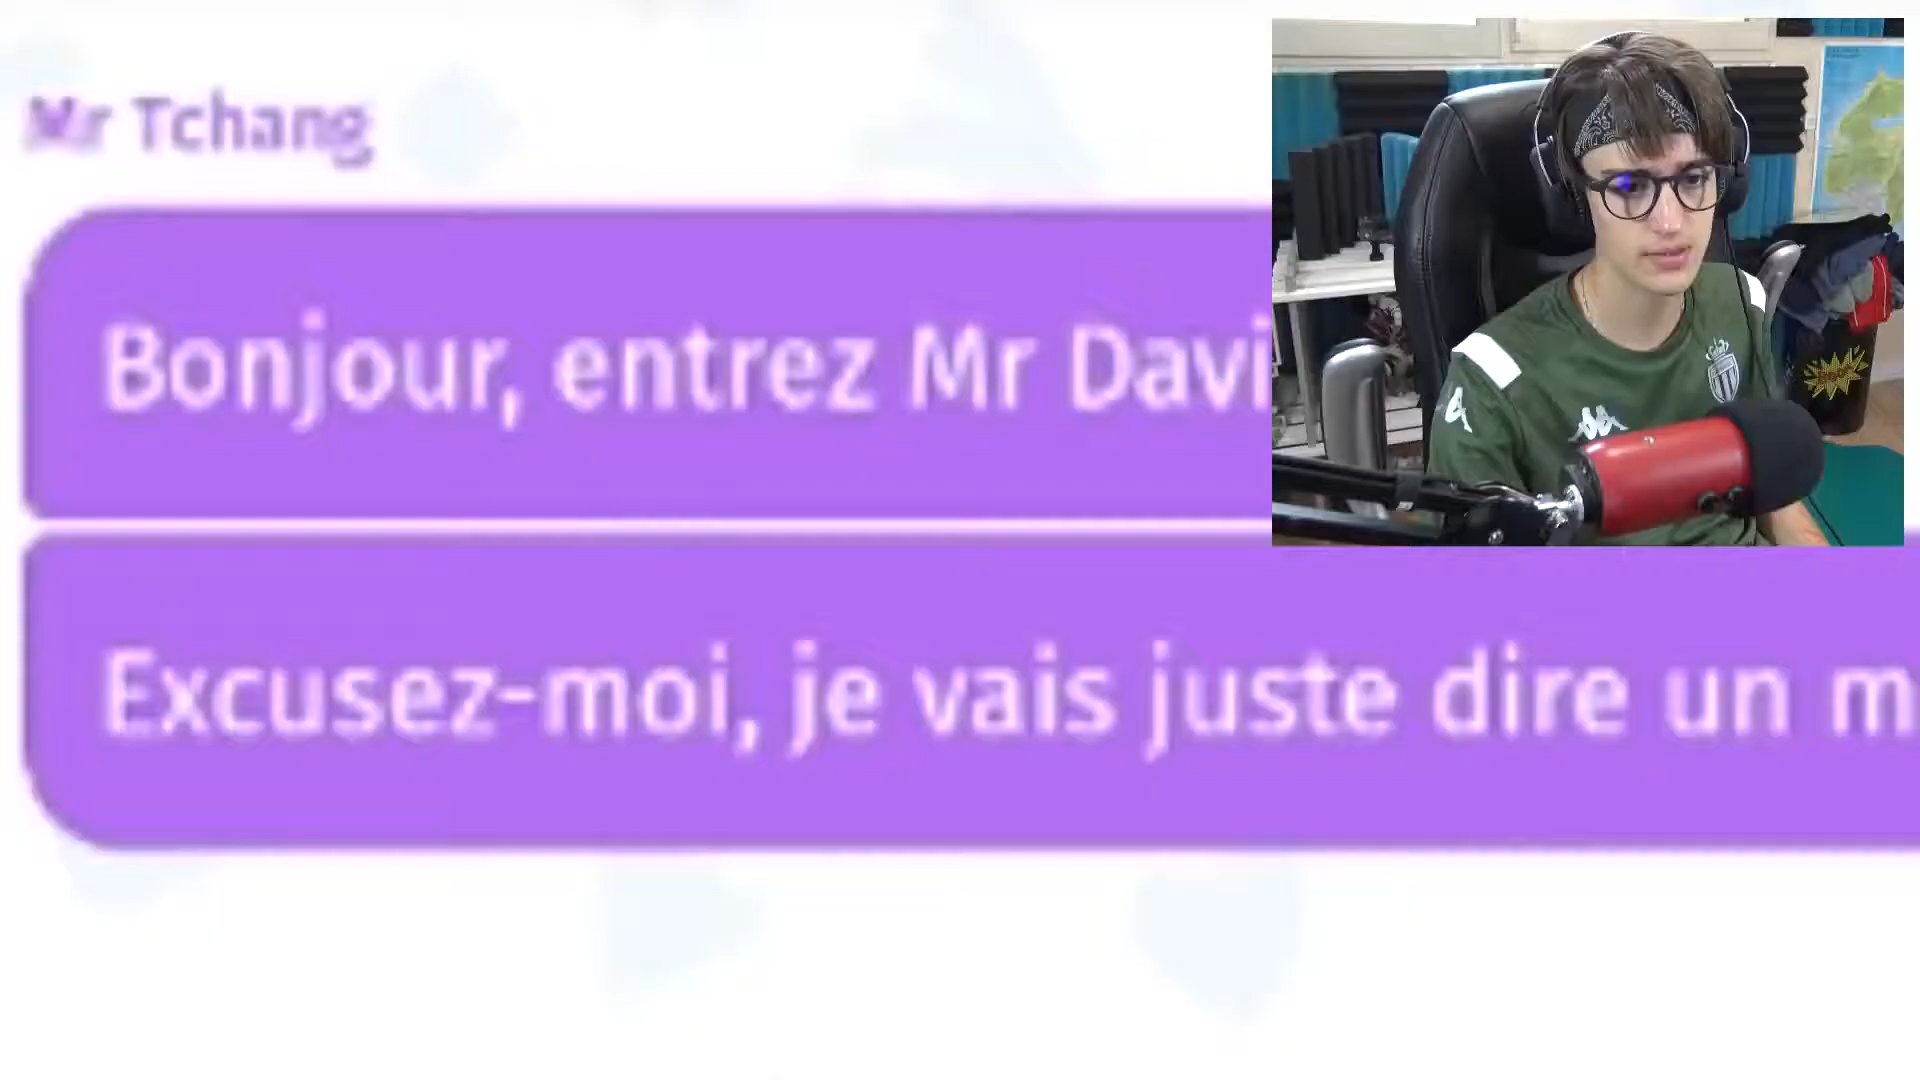 Mr Tchang
Bonjour, entrez Mr Davi
Excusez-moi, je vais juste dire un m